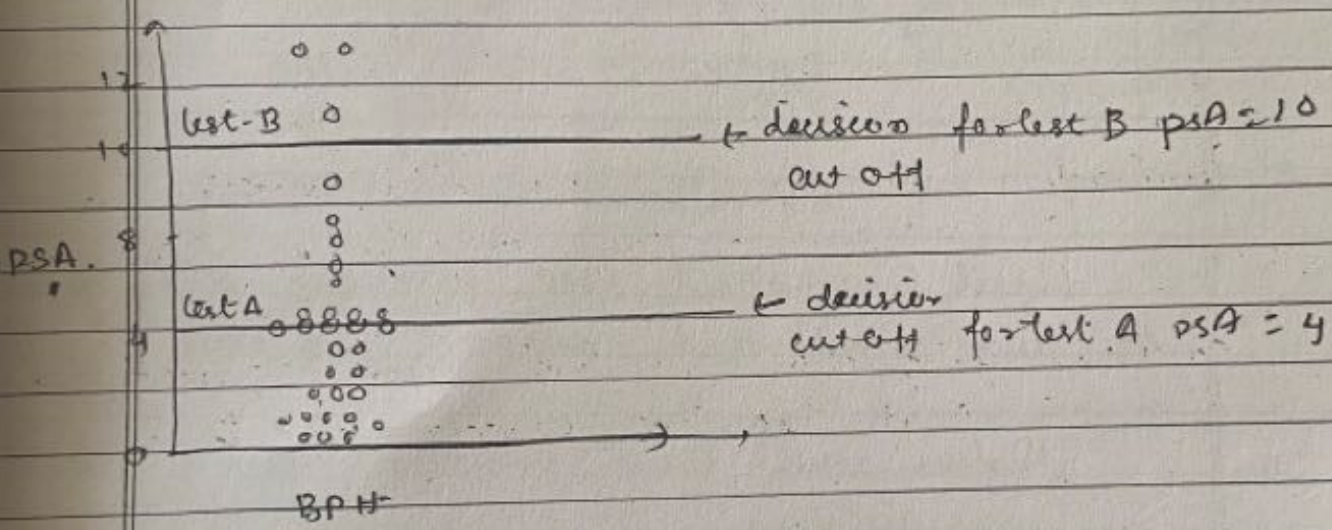 12
test-B ← decision for test B PSA = 10
10 cut off
8
PSA.
test A ← decision
4 cut off for test A PSA = 4
0
BPH